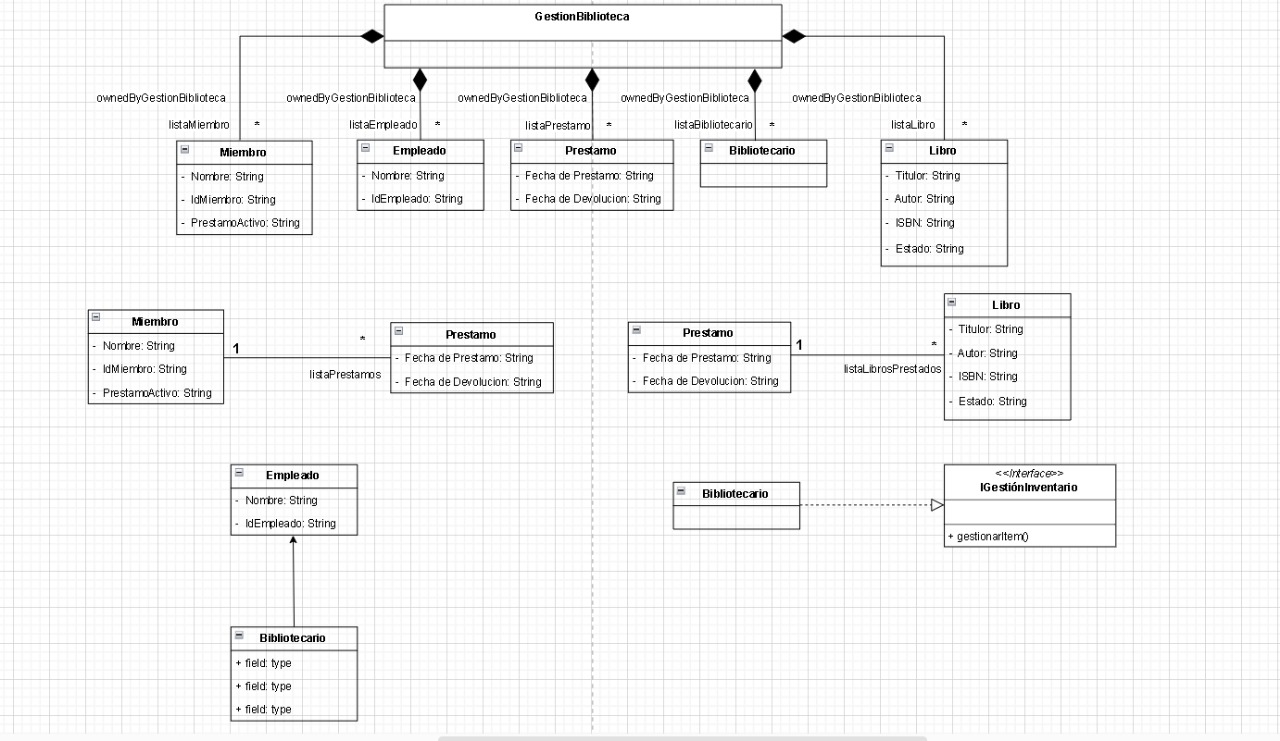 GestionBiblioteca
ownedByGestionBiblioteca
ownedByGestionBiblioteca
ownedByGestionBiblioteca
ownedByGestionBiblioteca
ownedByGestionBiblioteca
listaMiembro *
listaEmpleado *
listaPrestamo *
listaBibliotecario *
listaLibro *
Miembro
- Nombre: String
- IdMiembro: String
- PrestamoActivo: String
Empleado
- Nombre: String
- IdEmpleado: String
Prestamo
- Fecha de Prestamo: String
- Fecha de Devolucion: String
Bibliotecario
Libro
- Titulor: String
- Autor: String
- ISBN: String
- Estado: String
Miembro
- Nombre: String
- IdMiembro: String
- PrestamoActivo: String
1
*
listaPrestamos
Prestamo
- Fecha de Prestamo: String
- Fecha de Devolucion: String
Prestamo
- Fecha de Prestamo: String
- Fecha de Devolucion: String
1
*
listaLibrosPrestados
Libro
- Titulor: String
- Autor: String
- ISBN: String
- Estado: String
Empleado
- Nombre: String
- IdEmpleado: String
Bibliotecario
<<Interface>>
IGestiónInventario
+ gestionarItem()
Bibliotecario
+ field: type
+ field: type
+ field: type